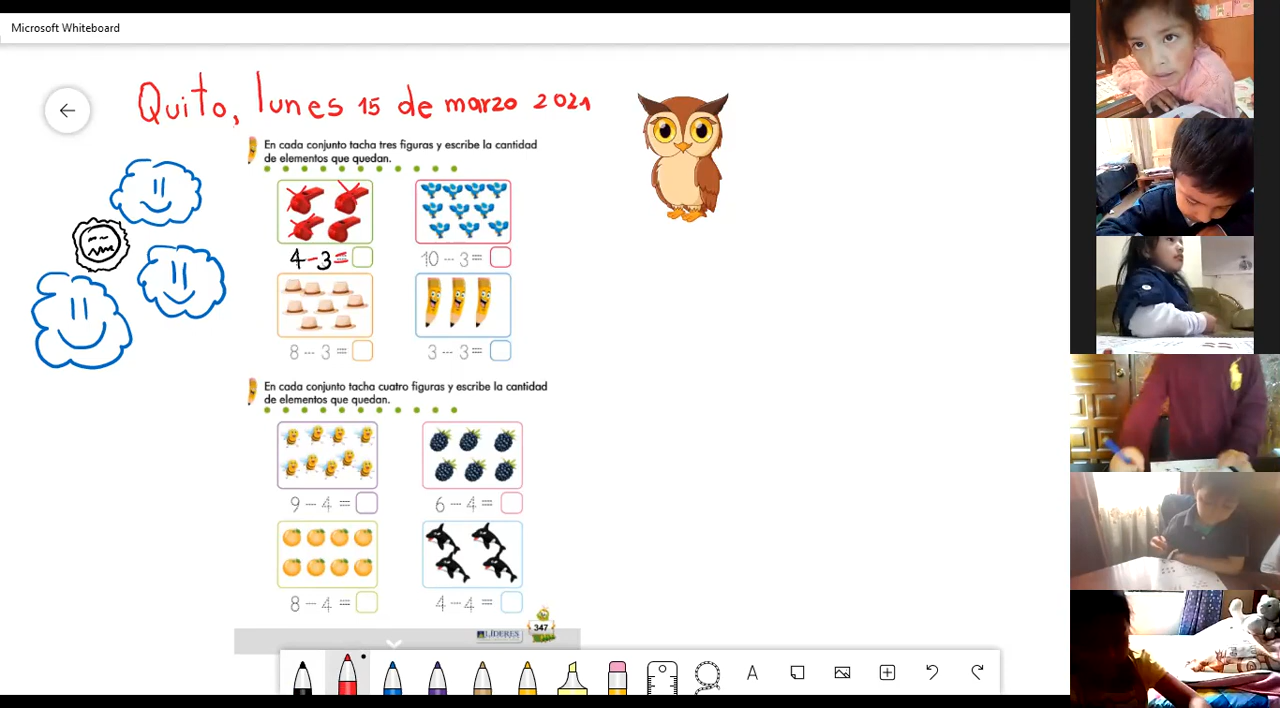 Microsoft Whiteboard
Quito, lunes 15 de marzo 2021
En cada conjunto tacha tres figuras y escribe la cantidad
de elementos que quedan.
4-3=
10 - 3 =
8 - 3 =
3 - 3 =
En cada conjunto tacha cuatro figuras y escribe la cantidad
de elementos que quedan.
9 - 4 =
6 - 4 =
8 - 4 =
4 - 4 =
LÍDERES
347
A